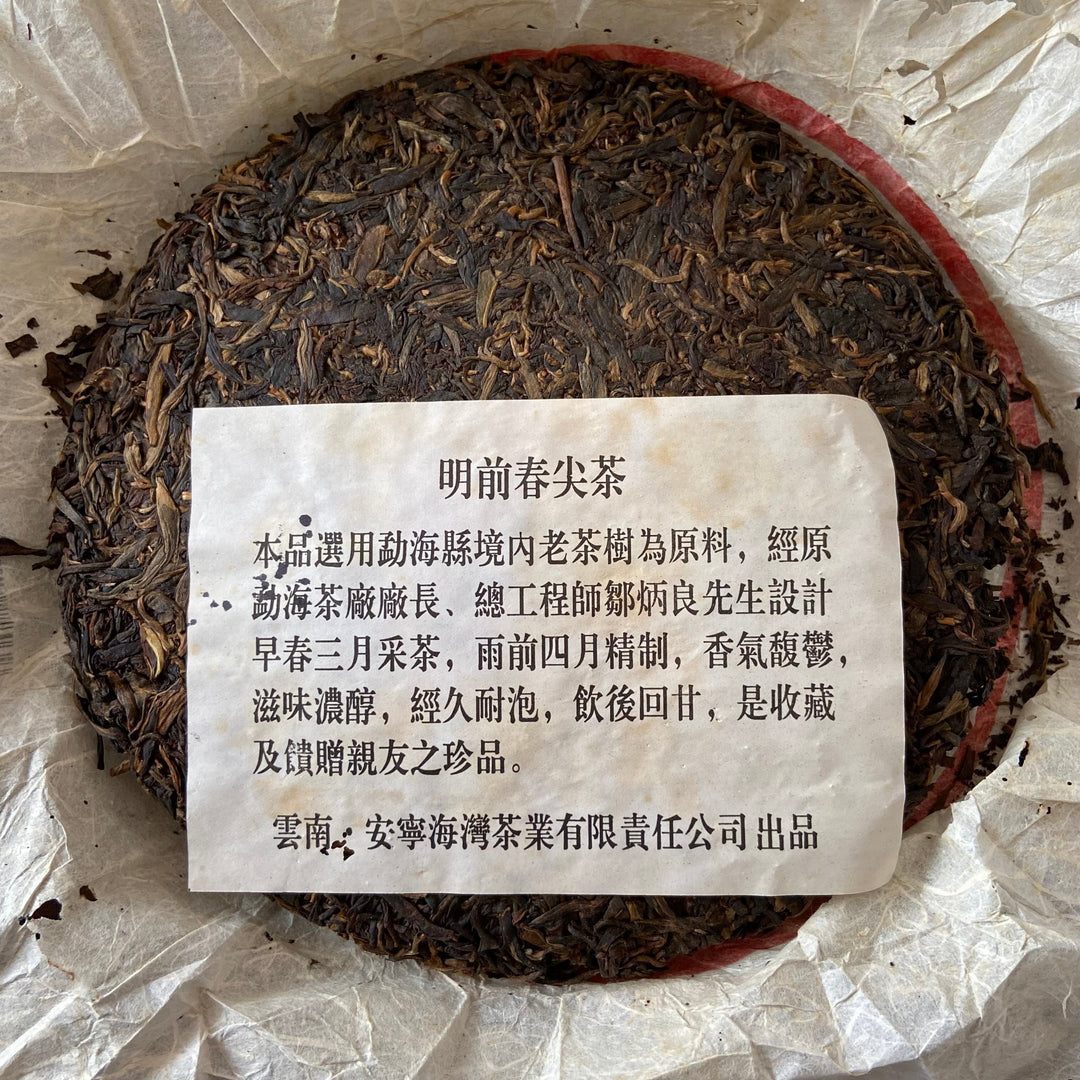 明前春尖茶
本品選用勐海縣境內老茶樹為原料，經原
勐海茶廠廠長、總工程師鄒炳良先生設計
早春三月采茶，雨前四月精制，香氣馥鬱，
滋味濃醇，經久耐泡，飲後回甘，是收藏
及饋贈親友之珍品。
雲南·安寧海灣茶業有限責任公司出品